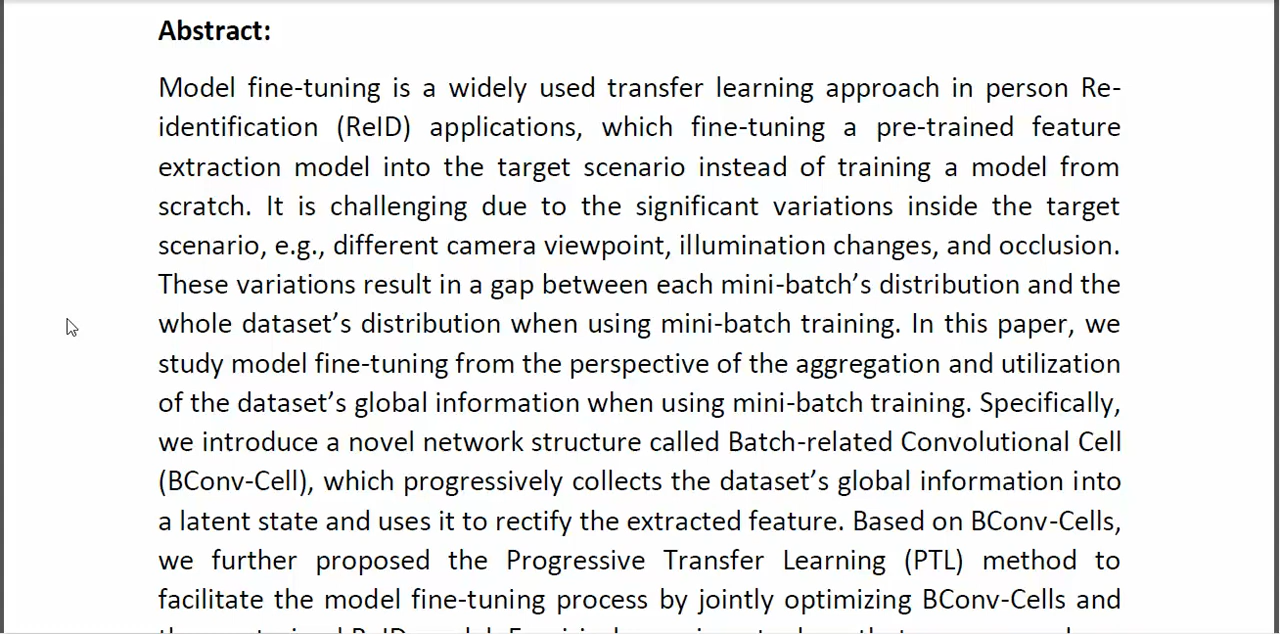 Abstract:
Model fine-tuning is a widely used transfer learning approach in person Re-
identification (ReID) applications, which fine-tuning a pre-trained feature
extraction model into the target scenario instead of training a model from
scratch. It is challenging due to the significant variations inside the target
scenario, e.g., different camera viewpoint, illumination changes, and occlusion.
These variations result in a gap between each mini-batch’s distribution and the
whole dataset’s distribution when using mini-batch training. In this paper, we
study model fine-tuning from the perspective of the aggregation and utilization
of the dataset’s global information when using mini-batch training. Specifically,
we introduce a novel network structure called Batch-related Convolutional Cell
(BConv-Cell), which progressively collects the dataset’s global information into
a latent state and uses it to rectify the extracted feature. Based on BConv-Cells,
we further proposed the Progressive Transfer Learning (PTL) method to
facilitate the model fine-tuning process by jointly optimizing BConv-Cells and